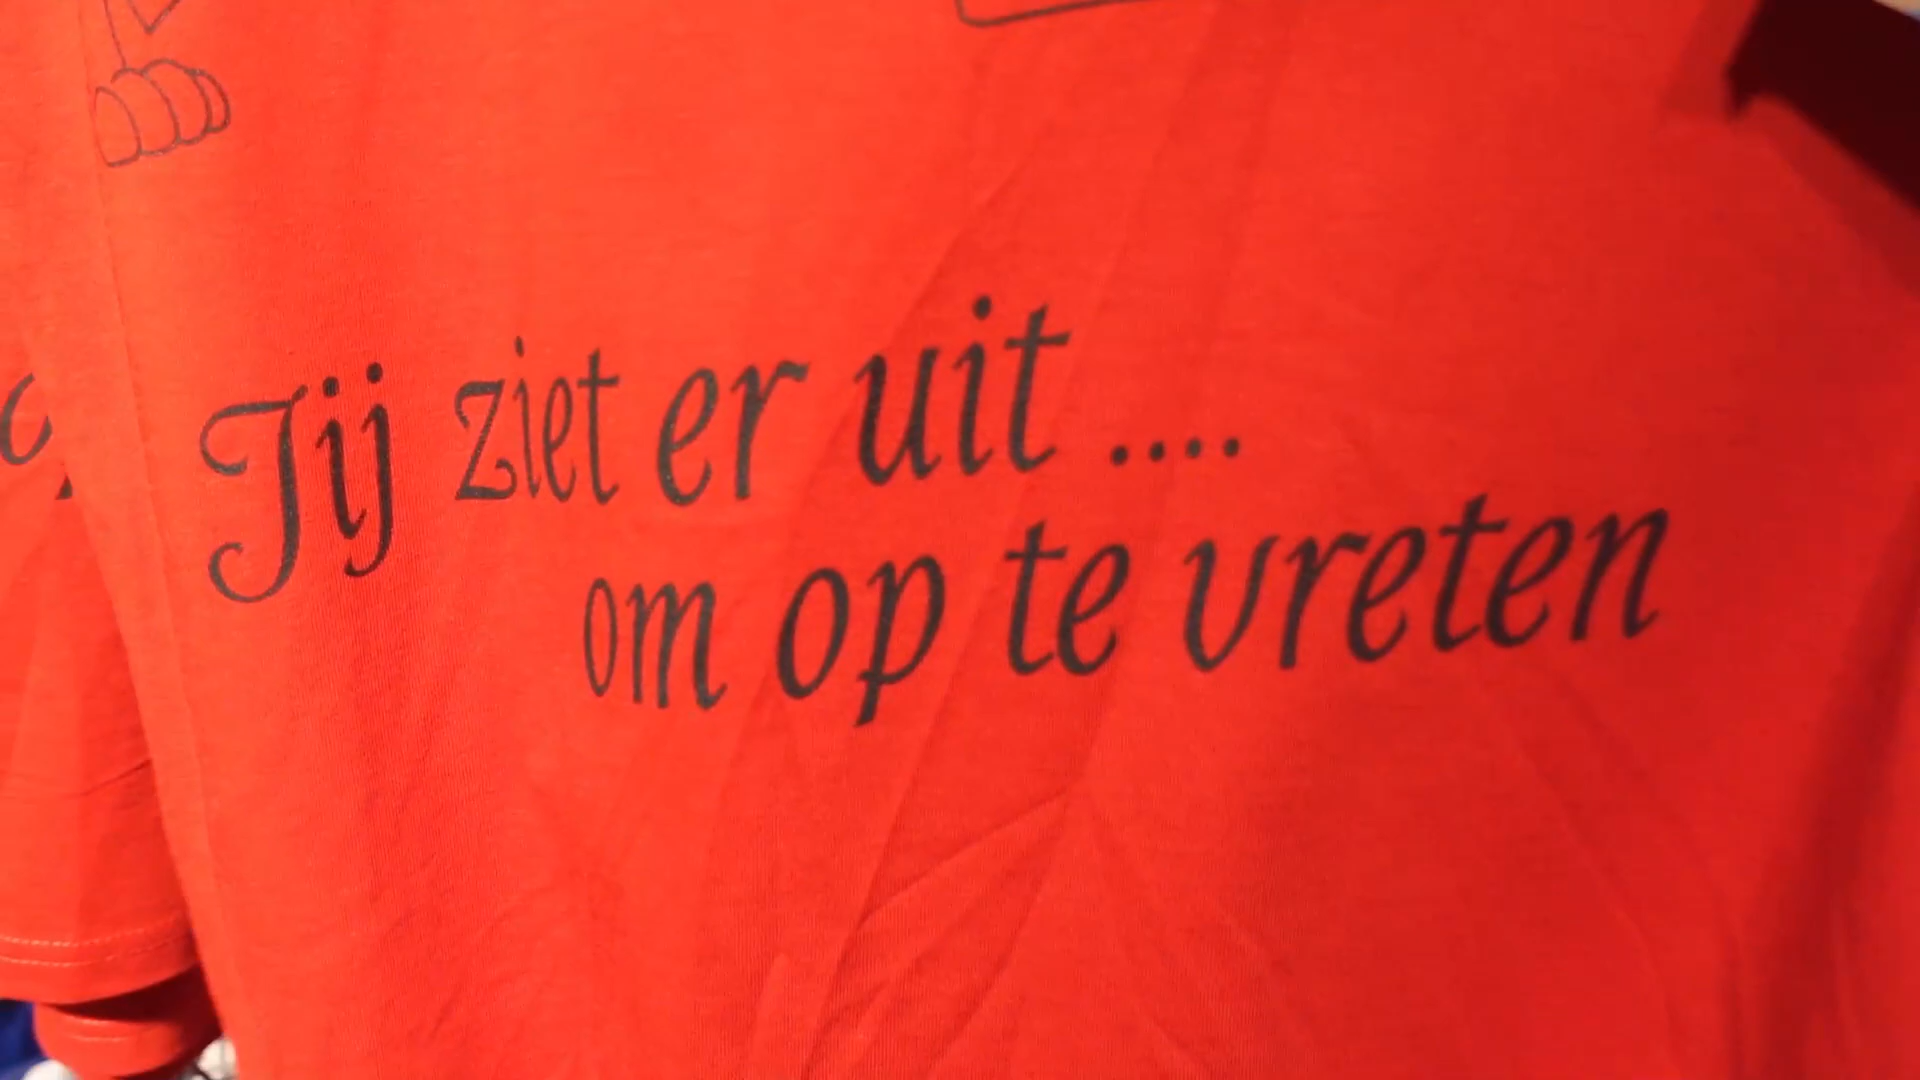 Jij ziet er uit ....
om op te vreten